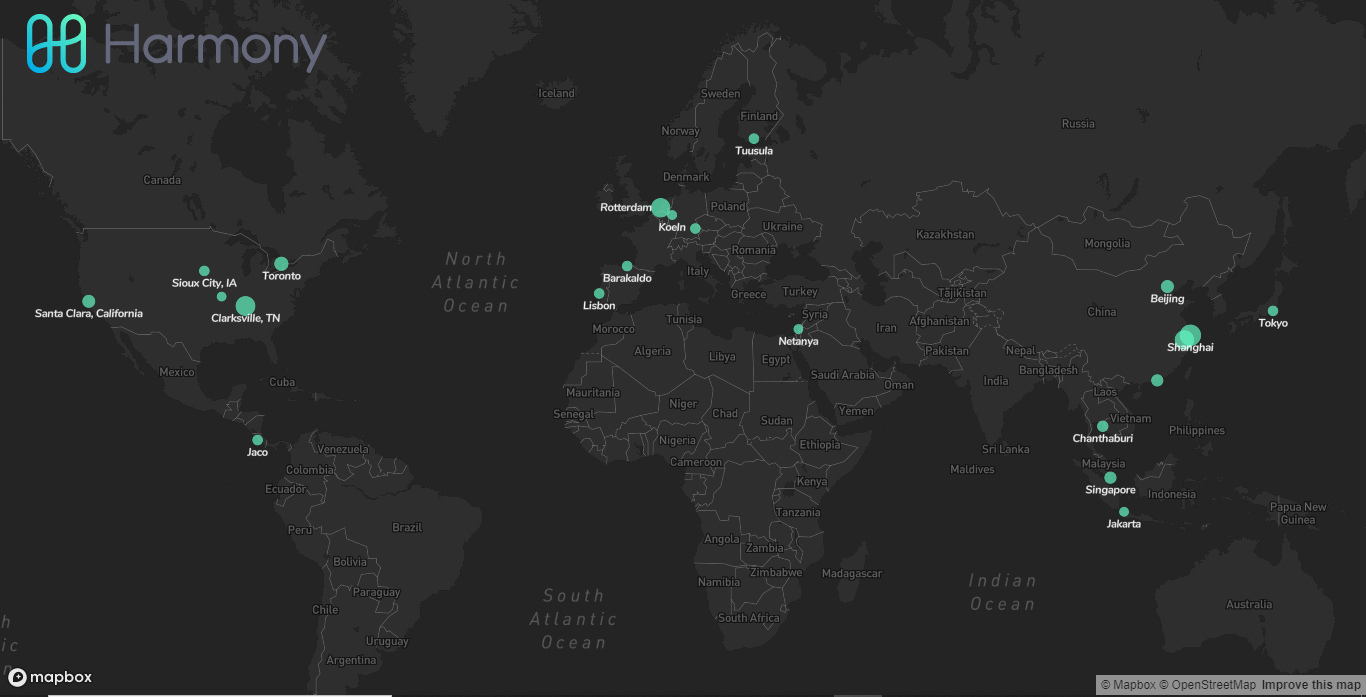 Harmony
Iceland
Sweden
Finland
Norway
Russia
Tuusula
Denmark
Canada
Rotterdam
Poland
Koeln
Ukraine
Kazakhstan
Mongolia
Romania
North
Atlantic
Ocean
Italy
Toronto
Sioux City, IA
Barakaldo
Greece
Turkey
Tajikistan
Beijing
Lisbon
Santa Clara, California
Clarksville, TN
Syria
China
Tokyo
Tunisia
Morocco
Iran
Afghanistan
Netanya
Shanghai
Algeria
Libya
Egypt
Pakistan
Nepal
Mexico
Cuba
Saudi Arabia
Oman
India
Bangladesh
Mauritania
Laos
Niger
Chad
Sudan
Yemen
Senegal
Vietnam
Philippines
Chanthaburi
Nigeria
Ethiopia
Jaco
Venezuela
Sri Lanka
Cameroon
Maldives
Malaysia
Colombia
Kenya
Ecuador
Singapore
Indonesia
Tanzania
Papua New
Guinea
Peru
Brazil
Jakarta
Angola
Zambia
Bolivia
Zimbabwe
Madagascar
Namibia
Indian
Ocean
Paraguay
South
Atlantic
Ocean
Chile
South Africa
Australia
Uruguay
Argentina
h
ic
n
mapbox
© Mapbox © OpenStreetMap Improve this map